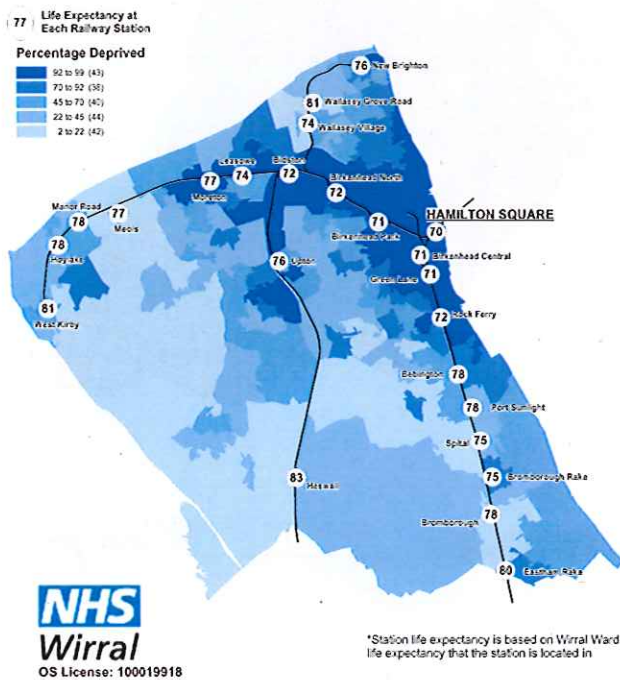 77 Life Expectancy at
Each Railway Station
Percentage Deprived
92 to 99 (43)
70 to 92 (38)
45 to 70 (40)
22 to 45 (44)
2 to 22 (42)
76 New Brighton
81 Wallasey Grove Road
74 Wallasey Village
Leasowe
74
Bidston
72
Birkenhead North
72
77
Moreton
Manor Road
78
77
Meols
71
Birkenhead Park
HAMILTON SQUARE
70
78
Hoylake
71
Birkenhead Central
76 Upton
Green Lane 71
81
West Kirby
72 Rock Ferry
Bebington 78
78 Port Sunlight
Spital 75
83 Heswall
75 Bromborough Rake
Bromborough 78
80 Eastham Rake
NHS
Wirral
OS License: 100019918
*Station life expectancy is based on Wirral Ward
life expectancy that the station is located in